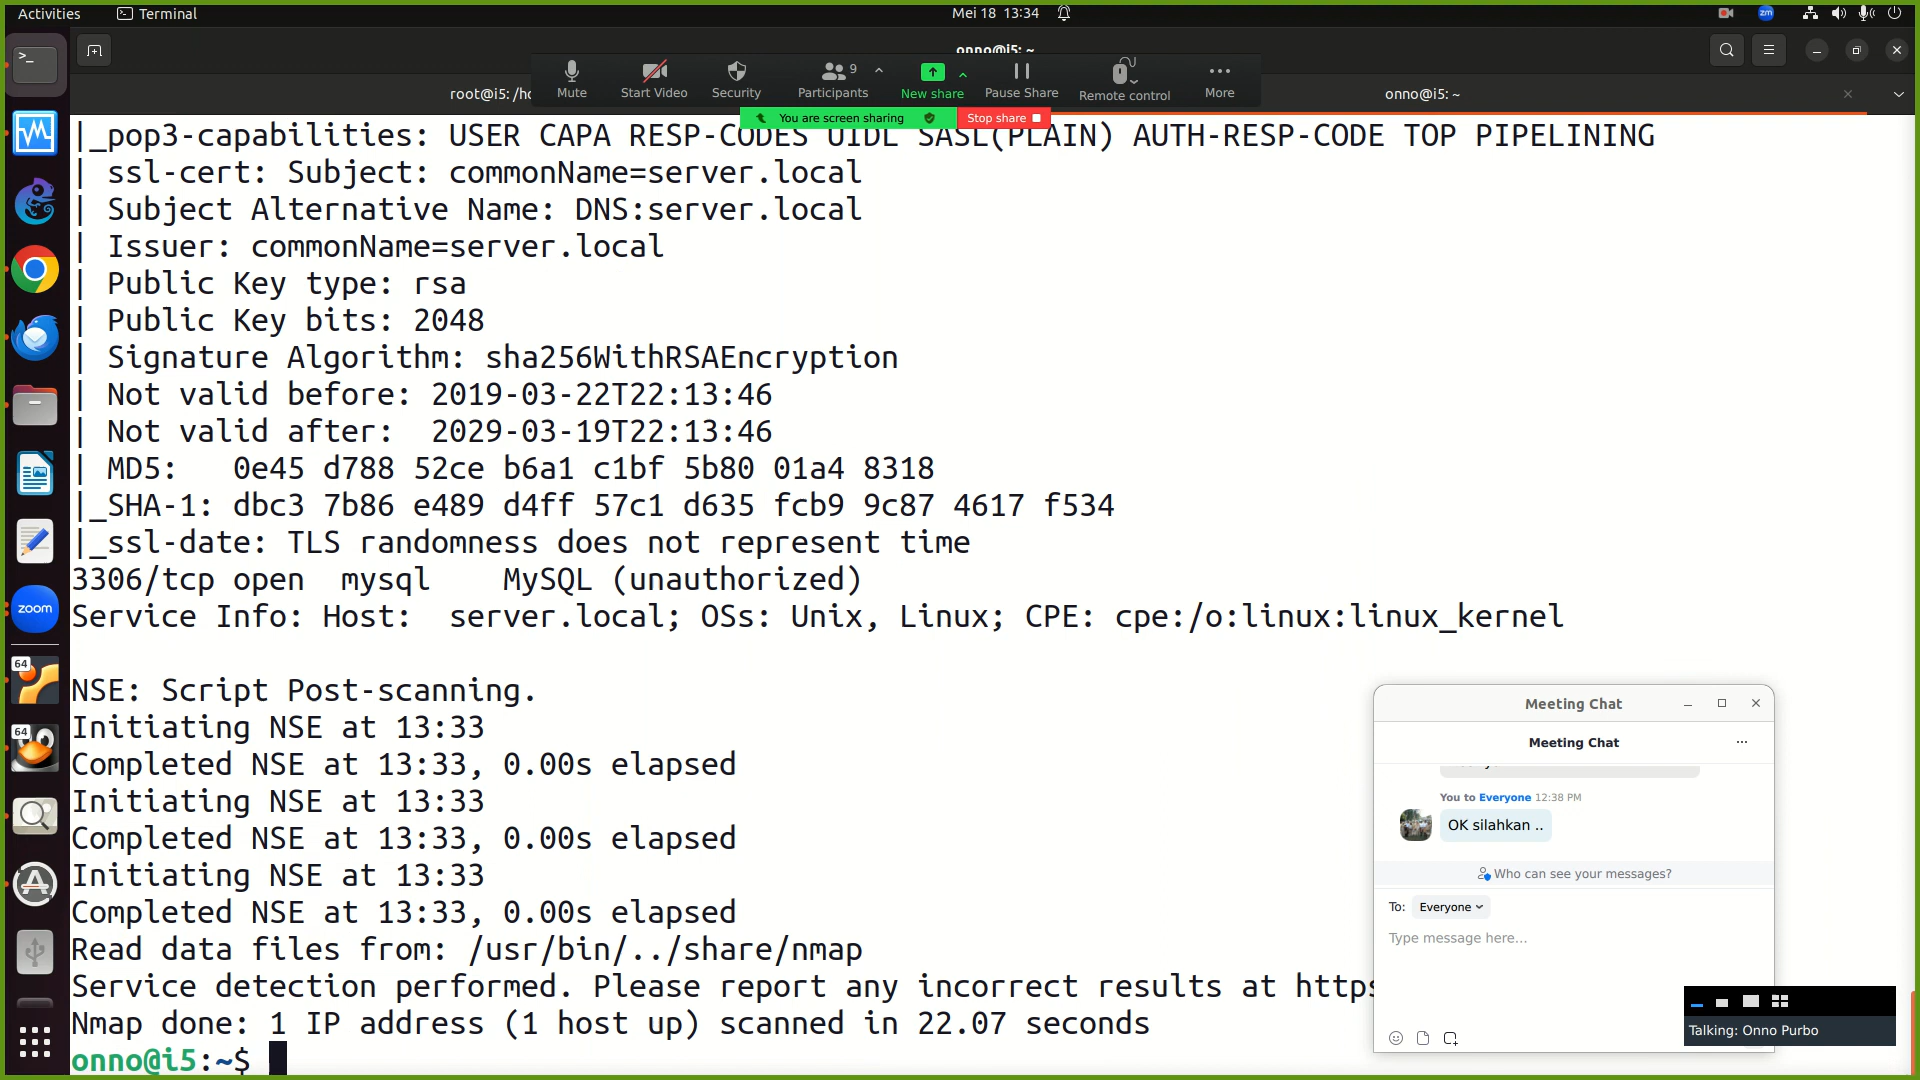 Activities
Terminal
Mei 18 13:34
zm
onno@i5: ~
Mute
Start Video
Security
9
Participants
New share
Pause Share
Remote control
More
root@i5: /ho
onno@i5: ~
You are screen sharing
Stop share
|_pop3-capabilities: USER CAPA RESP-CODES UIDL SASL(PLAIN) AUTH-RESP-CODE TOP PIPELINING
| ssl-cert: Subject: commonName=server.local
| Subject Alternative Name: DNS:server.local
| Issuer: commonName=server.local
| Public Key type: rsa
| Public Key bits: 2048
| Signature Algorithm: sha256WithRSAEncryption
| Not valid before: 2019-03-22T22:13:46
| Not valid after:  2029-03-19T22:13:46
| MD5:   0e45 d788 52ce b6a1 c1bf 5b80 01a4 8318
|_SHA-1: dbc3 7b86 e489 d4ff 57c1 d635 fcb9 9c87 4617 f534
|_ssl-date: TLS randomness does not represent time
3306/tcp open  mysql    MySQL (unauthorized)
Service Info: Host:  server.local; OSs: Unix, Linux; CPE: cpe:/o:linux:linux_kernel
NSE: Script Post-scanning.
Initiating NSE at 13:33
Completed NSE at 13:33, 0.00s elapsed
Initiating NSE at 13:33
Completed NSE at 13:33, 0.00s elapsed
Initiating NSE at 13:33
Completed NSE at 13:33, 0.00s elapsed
Read data files from: /usr/bin/../share/nmap
Service detection performed. Please report any incorrect results at https
Nmap done: 1 IP address (1 host up) scanned in 22.07 seconds
onno@i5:~$
zoom
64
64
Meeting Chat
Meeting Chat
You to Everyone 12:38 PM
OK silahkan ..
Who can see your messages?
To: Everyone
Type message here...
Talking: Onno Purbo